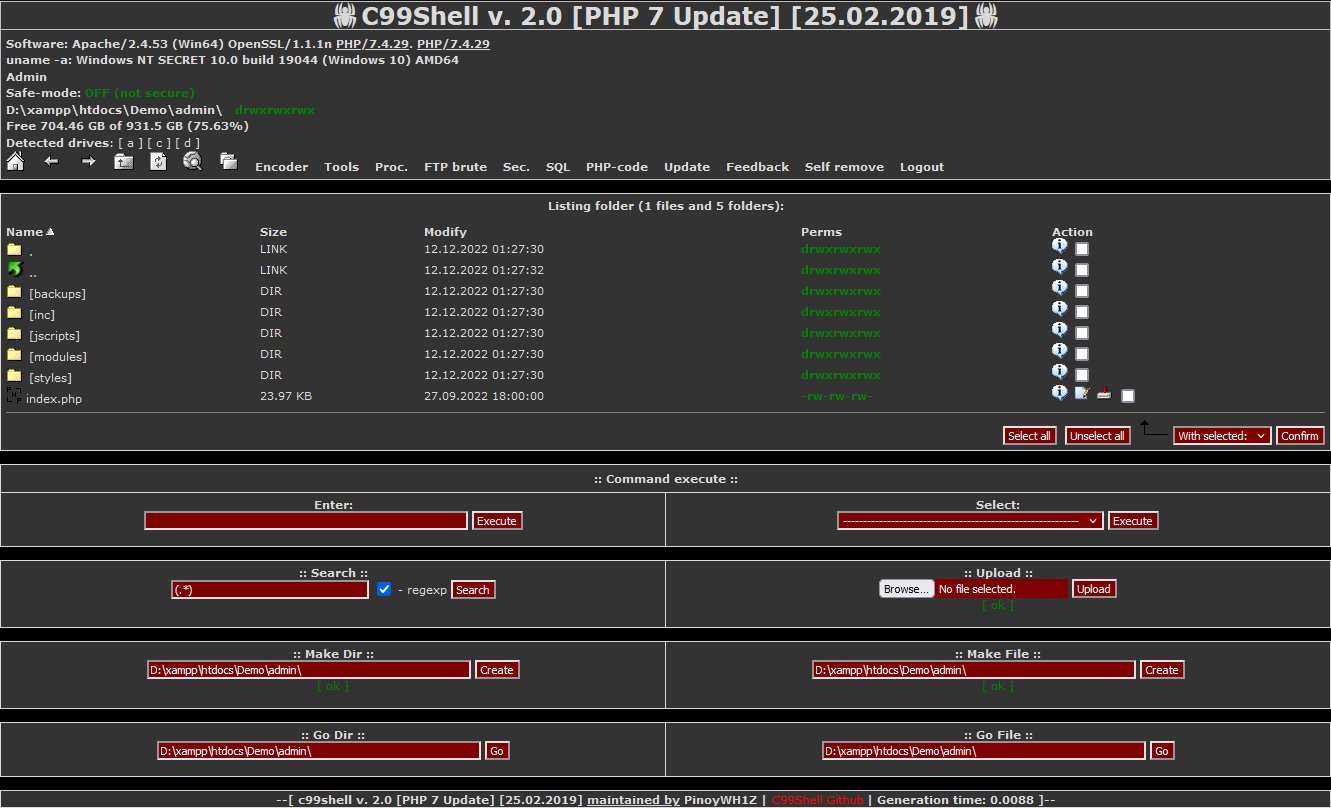 C99Shell v. 2.0 [PHP 7 Update] [25.02.2019]
Software: Apache/2.4.53 (Win64) OpenSSL/1.1.1n PHP/7.4.29. PHP/7.4.29
uname -a: Windows NT SECRET 10.0 build 19044 (Windows 10) AMD64
Admin
Safe-mode: OFF (not secure)
D:\xampp\htdocs\Demo\admin\ drwxrwxrwx
Free 704.46 GB of 931.5 GB (75.63%)
Detected drives: [ a ] [ c ] [ d ]
Encoder Tools Proc. FTP brute Sec. SQL PHP-code Update Feedback Self remove Logout
Listing folder (1 files and 5 folders):
Name Size Modify Perms Action
. LINK 12.12.2022 01:27:30 drwxrwxrwx
.. LINK 12.12.2022 01:27:32 drwxrwxrwx
[backups] DIR 12.12.2022 01:27:30 drwxrwxrwx
[inc] DIR 12.12.2022 01:27:30 drwxrwxrwx
[jscripts] DIR 12.12.2022 01:27:30 drwxrwxrwx
[modules] DIR 12.12.2022 01:27:30 drwxrwxrwx
[styles] DIR 12.12.2022 01:27:30 drwxrwxrwx
index.php 23.97 KB 27.09.2022 18:00:00 -rw-rw-rw-
Select all Unselect all With selected: Confirm
:: Command execute ::
Enter:
Execute
Select:
----------------------------------------------------------- Execute
:: Search ::
(.*) - regexp Search
:: Upload ::
Browse... No file selected. Upload
[ ok ]
:: Make Dir ::
D:\xampp\htdocs\Demo\admin\ Create
[ ok ]
:: Make File ::
D:\xampp\htdocs\Demo\admin\ Create
[ ok ]
:: Go Dir ::
D:\xampp\htdocs\Demo\admin\ Go
:: Go File ::
D:\xampp\htdocs\Demo\admin\ Go
--[ c99shell v. 2.0 [PHP 7 Update] [25.02.2019] maintained by PinoyWH1Z | C99Shell Github | Generation time: 0.0088 ]--